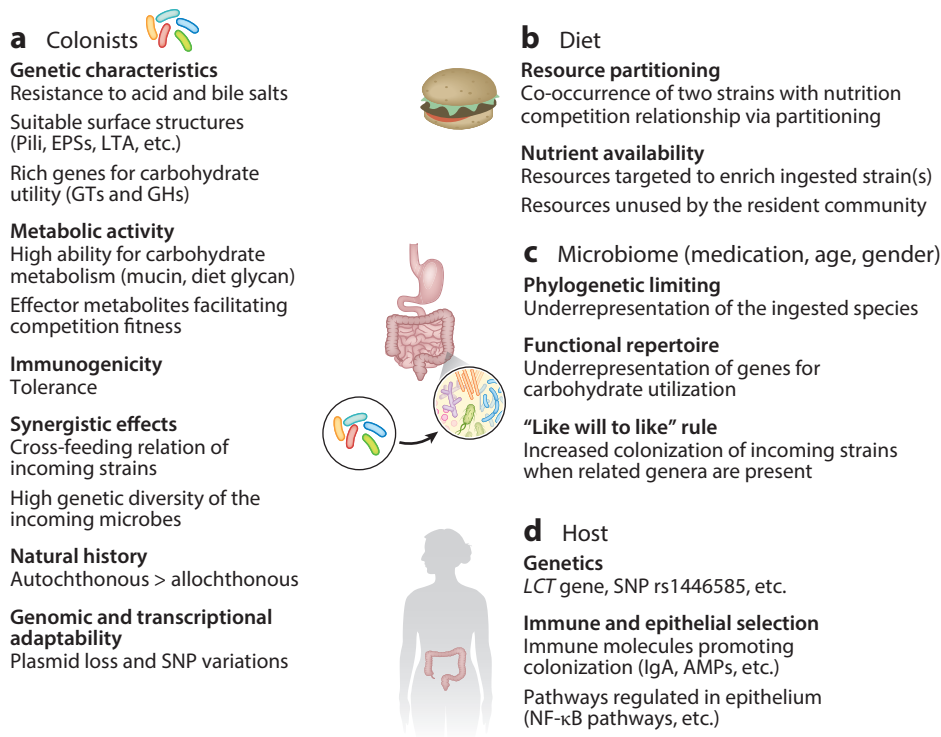 a Colonists
Genetic characteristics
Resistance to acid and bile salts
Suitable surface structures
(Pili, EPSs, LTA, etc.)
Rich genes for carbohydrate
utility (GTs and GHs)
Metabolic activity
High ability for carbohydrate
metabolism (mucin, diet glycan)
Effector metabolites facilitating
competition fitness
Immunogenicity
Tolerance
Synergistic effects
Cross-feeding relation of
incoming strains
High genetic diversity of the
incoming microbes
Natural history
Autochthonous > allochthonous
Genomic and transcriptional
adaptability
Plasmid loss and SNP variations
b Diet
Resource partitioning
Co-occurrence of two strains with nutrition
competition relationship via partitioning
Nutrient availability
Resources targeted to enrich ingested strain(s)
Resources unused by the resident community
c Microbiome (medication, age, gender)
Phylogenetic limiting
Underrepresentation of the ingested species
Functional repertoire
Underrepresentation of genes for
carbohydrate utilization
“Like will to like” rule
Increased colonization of incoming strains
when related genera are present
d Host
Genetics
LCT gene, SNP rs1446585, etc.
Immune and epithelial selection
Immune molecules promoting
colonization (IgA, AMPs, etc.)
Pathways regulated in epithelium
(NF-κB pathways, etc.)